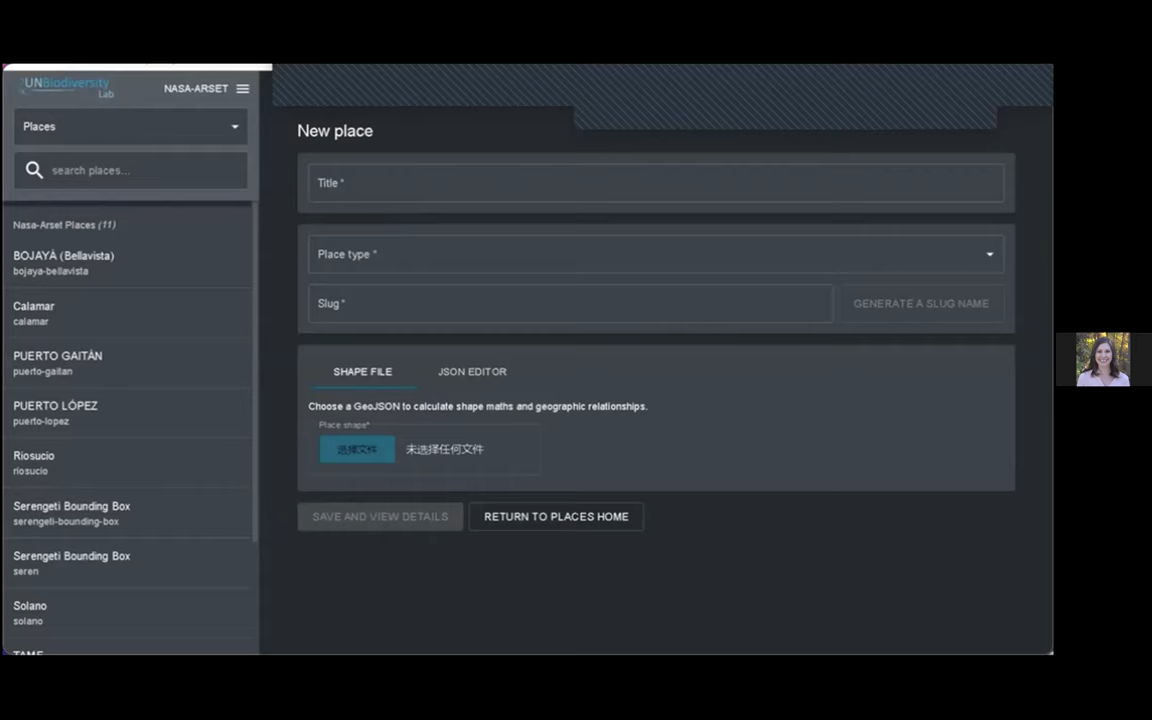 UNBiodiversity
Lab
NASA-ARSET
Places
search places...
Nasa-Arset Places (11)
BOJAYÁ (Bellavista)
bojaya-bellavista
Calamar
calamar
PUERTO GAITÁN
puerto-gaitan
PUERTO LÓPEZ
puerto-lopez
Riosucio
riosucio
Serengeti Bounding Box
serengeti-bounding-box
Serengeti Bounding Box
seren
Solano
solano
TAME
New place
Title *
Place type *
Slug *
GENERATE A SLUG NAME
SHAPE FILE
JSON EDITOR
Choose a GeoJSON to calculate shape maths and geographic relationships.
Place shape*
选择文件
未选择任何文件
SAVE AND VIEW DETAILS
RETURN TO PLACES HOME